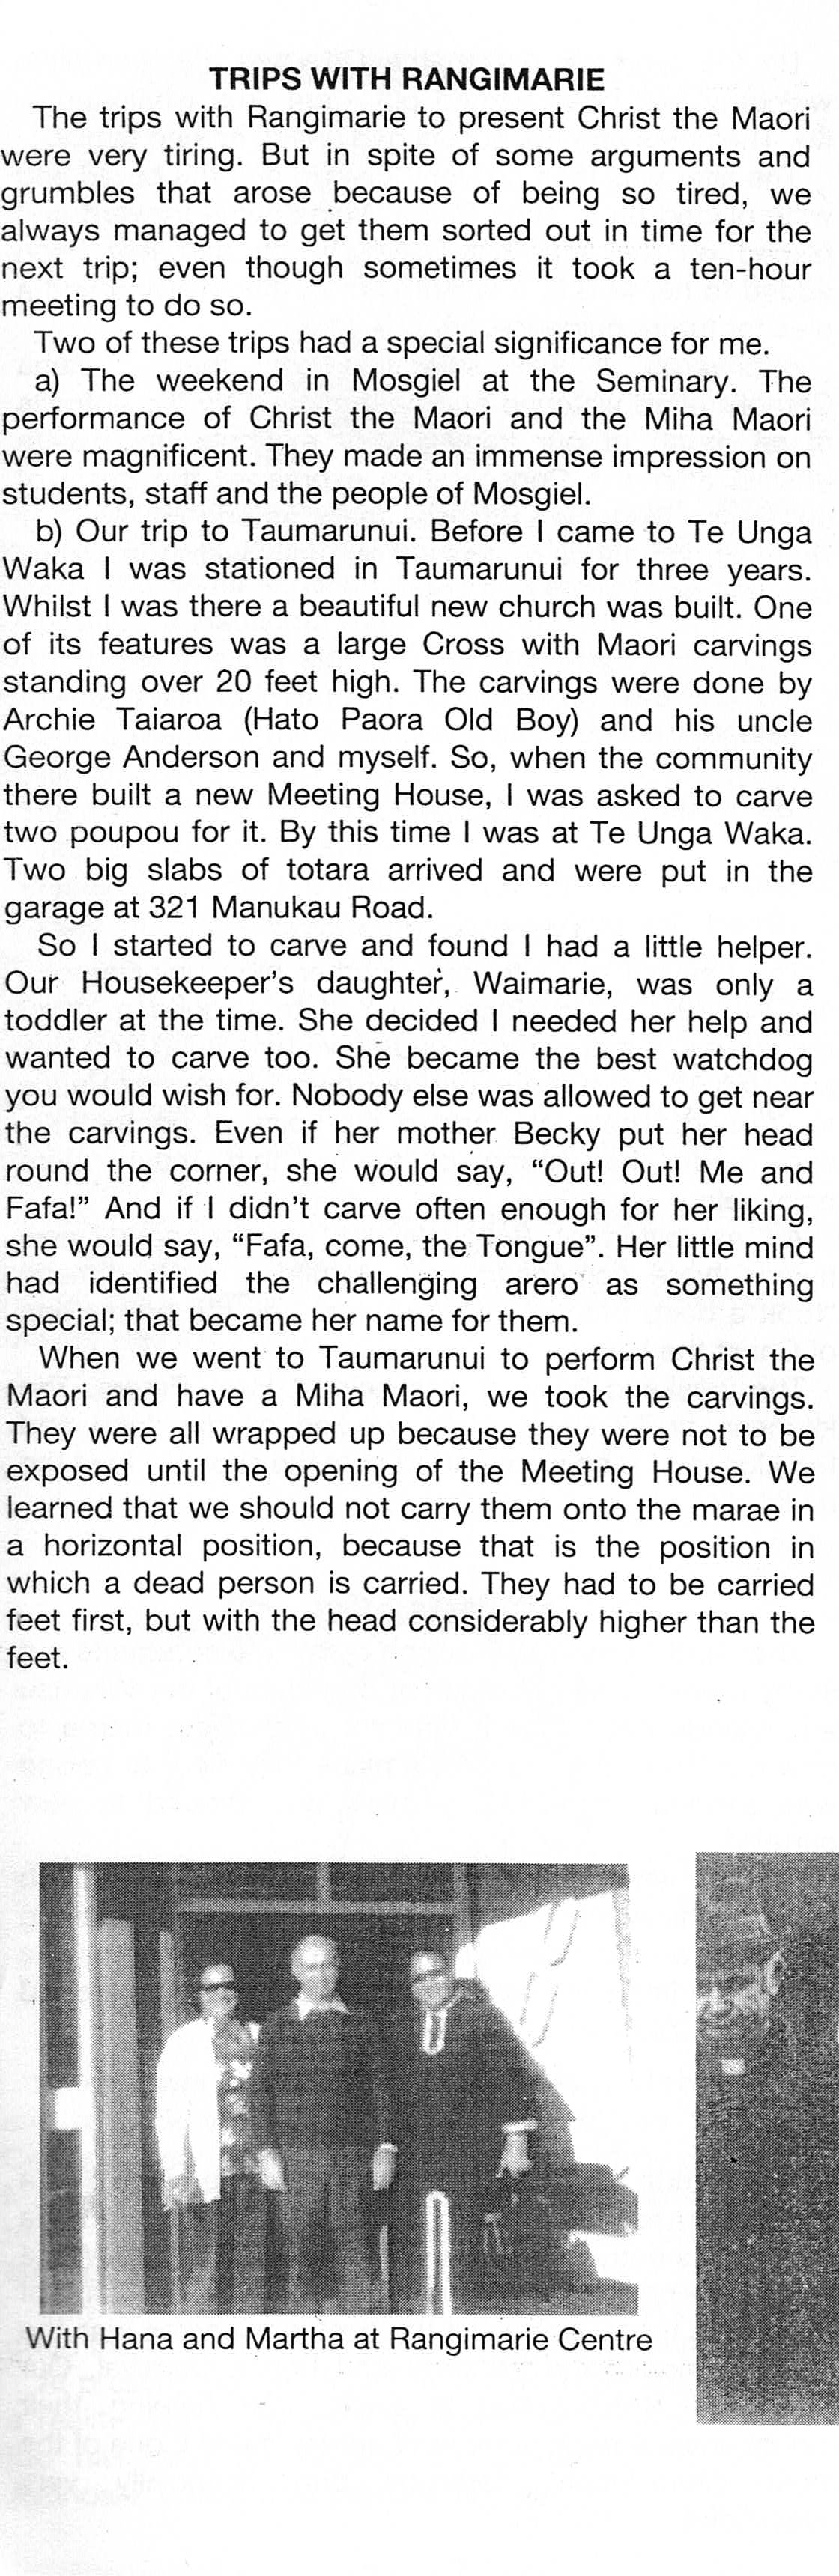 TRIPS WITH RANGIMARIE
The trips with Rangimarie to present Christ the Maori
were very tiring. But in spite of some arguments and
grumbles that arose because of being so tired, we
always managed to get them sorted out in time for the
next trip; even though sometimes it took a ten-hour
meeting to do so.
Two of these trips had a special significance for me.
a) The weekend in Mosgiel at the Seminary. The
performance of Christ the Maori and the Miha Maori
were magnificent. They made an immense impression on
students, staff and the people of Mosgiel.
b) Our trip to Taumarunui. Before I came to Te Unga
Waka I was stationed in Taumarunui for three years.
Whilst I was there a beautiful new church was built. One
of its features was a large Cross with Maori carvings
standing over 20 feet high. The carvings were done by
Archie Taiaroa (Hato Paora Old Boy) and his uncle
George Anderson and myself. So, when the community
there built a new Meeting House, I was asked to carve
two poupou for it. By this time I was at Te Unga Waka.
Two big slabs of totara arrived and were put in the
garage at 321 Manukau Road.
So I started to carve and found I had a little helper.
Our Housekeeper's daughter, Waimarie, was only a
toddler at the time. She decided I needed her help and
wanted to carve too. She became the best watchdog
you would wish for. Nobody else was allowed to get near
the carvings. Even if her mother Becky put her head
round the corner, she would say, “Out! Out! Me and
Fafa!” And if I didn't carve often enough for her liking,
she would say, “Fafa, come, the Tongue”. Her little mind
had identified the challenging arero as something
special; that became her name for them.
When we went to Taumarunui to perform Christ the
Maori and have a Miha Maori, we took the carvings.
They were all wrapped up because they were not to be
exposed until the opening of the Meeting House. We
learned that we should not carry them onto the marae in
a horizontal position, because that is the position in
which a dead person is carried. They had to be carried
feet first, but with the head considerably higher than the
feet.
With Hana and Martha at Rangimarie Centre